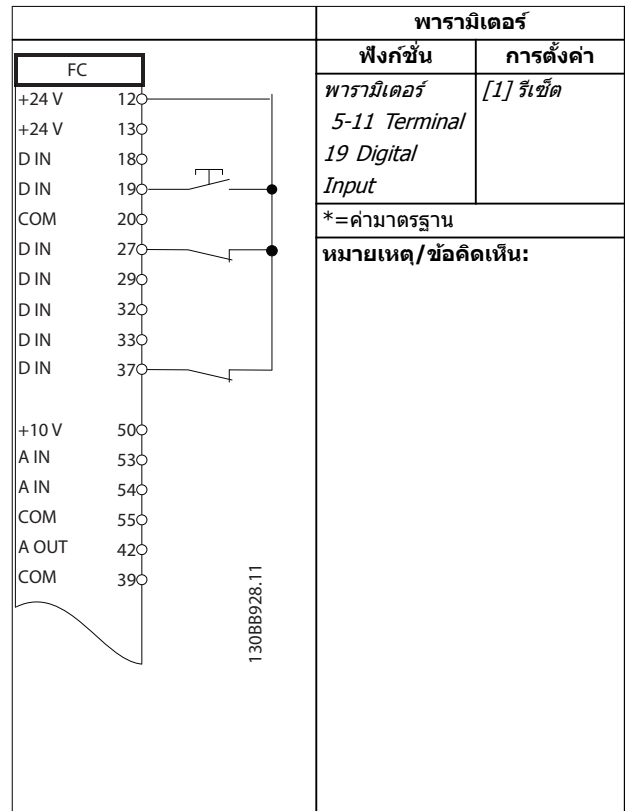 พารามิเตอร์
ฟังก์ชัน การตั้งค่า
พารามิเตอร์ [1] รีเซ็ต
5-11 Terminal
19 Digital
Input
*=ค่ามาตรฐาน
หมายเหตุ/ข้อคิดเห็น:
FC
+24 V 12
+24 V 13
D IN 18
D IN 19
COM 20
D IN 27
D IN 29
D IN 32
D IN 33
D IN 37
+10 V 50
A IN 53
A IN 54
COM 55
A OUT 42
COM 39
130BB928.11